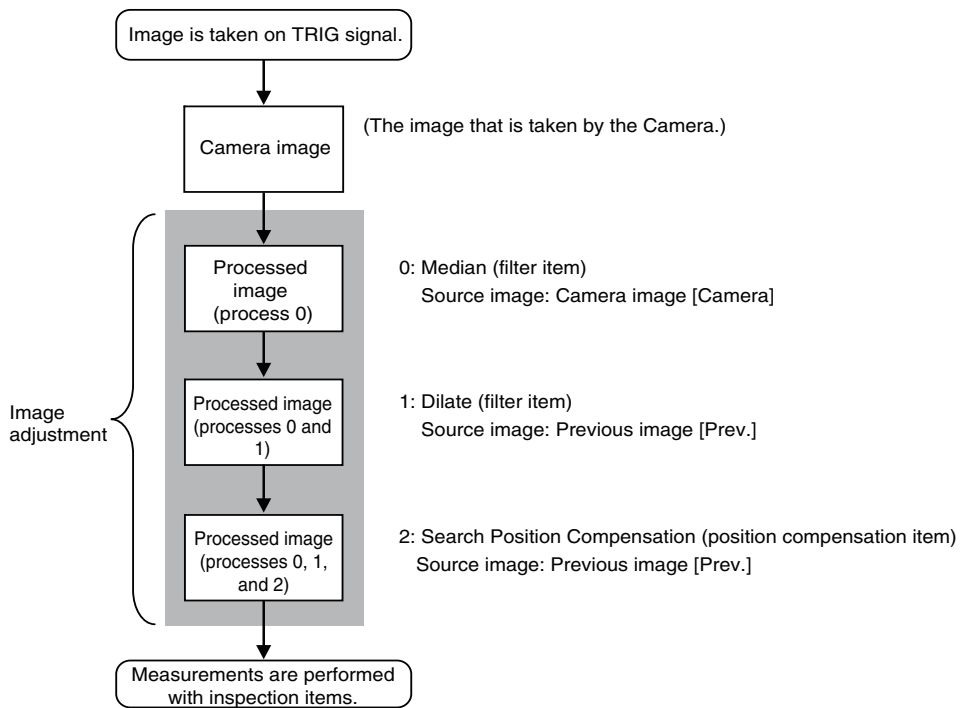 Image is taken on TRIG signal.
Camera image
(The image that is taken by the Camera.)
Processed
image
(process 0)
0: Median (filter item)
Source image: Camera image [Camera]
Image
adjustment
Processed image
(processes 0 and
1)
1: Dilate (filter item)
Source image: Previous image [Prev.]
Processed image
(processes 0, 1,
and 2)
2: Search Position Compensation (position compensation item)
Source image: Previous image [Prev.]
Measurements are performed
with inspection items.